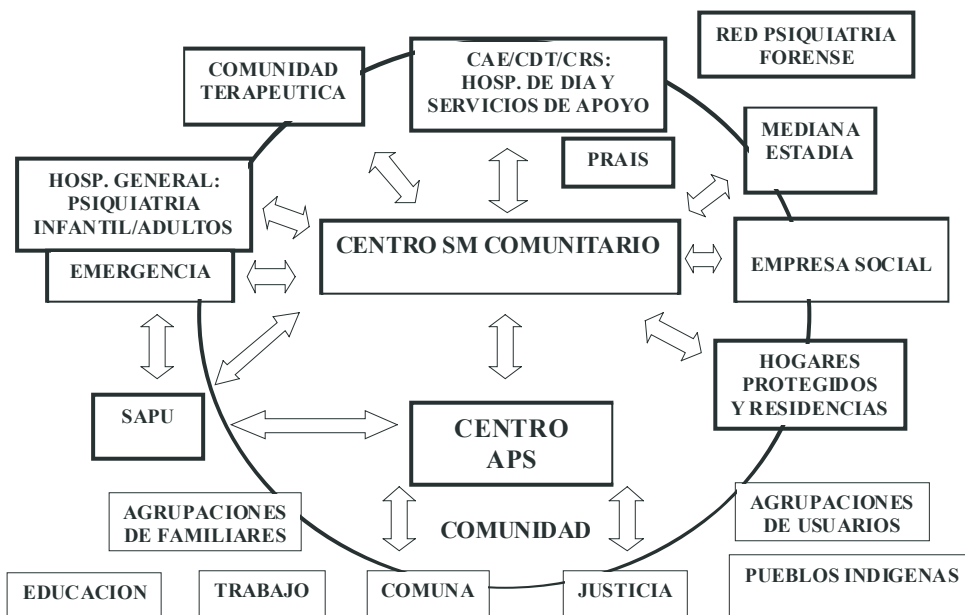 RED PSIQUIATRIA
FORENSE
CAE/CDT/CRS:
HOSP. DE DIA Y
SERVICIOS DE APOYO
COMUNIDAD
TERAPEUTICA
MEDIANA
ESTADIA
PRAIS
HOSP. GENERAL:
PSIQUIATRIA
INFANTIL/ADULTOS
EMERGENCIA
CENTRO SM COMUNITARIO
EMPRESA SOCIAL
HOGARES
PROTEGIDOS
Y RESIDENCIAS
SAPU
CENTRO
APS
AGRUPACIONES
DE FAMILIARES
COMUNIDAD
AGRUPACIONES
DE USUARIOS
EDUCACION
TRABAJO
COMUNA
JUSTICIA
PUEBLOS INDIGENAS